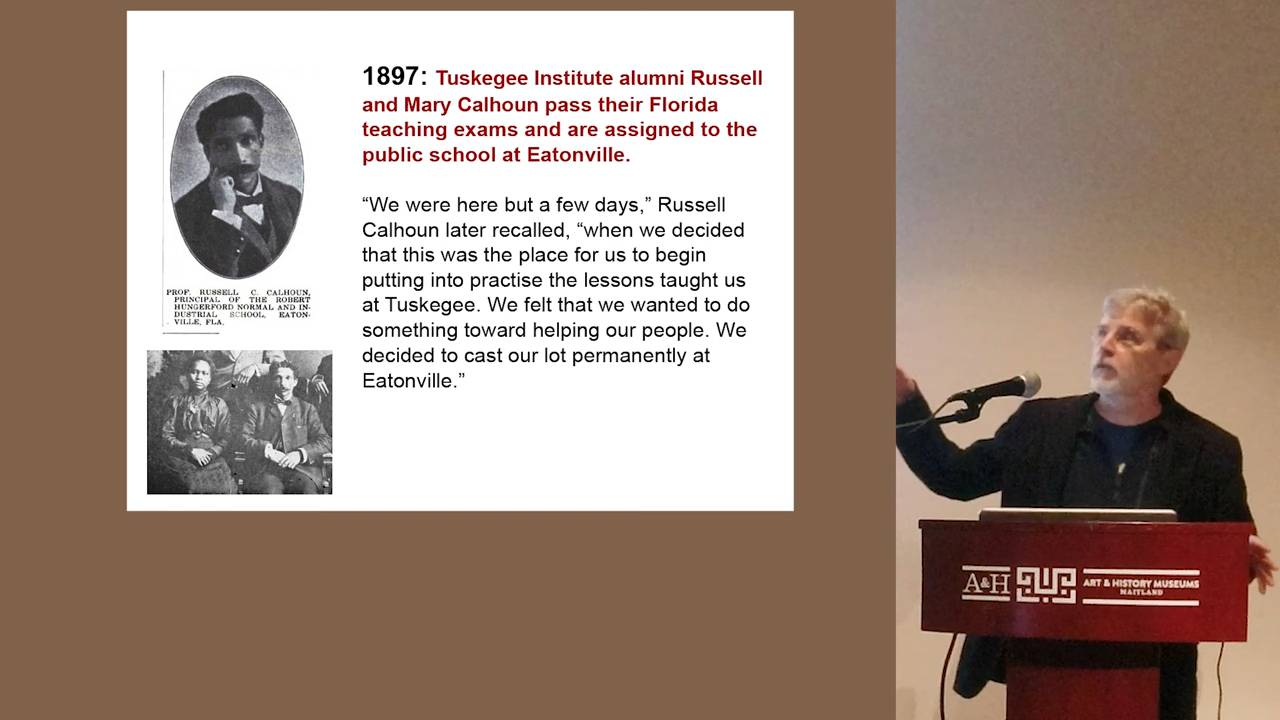 1897: Tuskegee Institute alumni Russell
and Mary Calhoun pass their Florida
teaching exams and are assigned to the
public school at Eatonville.
“We were here but a few days,” Russell
Calhoun later recalled, “when we decided
that this was the place for us to begin
putting into practise the lessons taught us
at Tuskegee. We felt that we wanted to do
something toward helping our people. We
decided to cast our lot permanently at
Eatonville.”
PROF. RUSSELL C. CALHOUN,
PRINCIPAL OF THE ROBERT
HUNGERFORD NORMAL AND IN-
DUSTRIAL SCHOOL, EATON-
VILLE, FLA.
A&H
ART & HISTORY MUSEUMS
MAITLAND